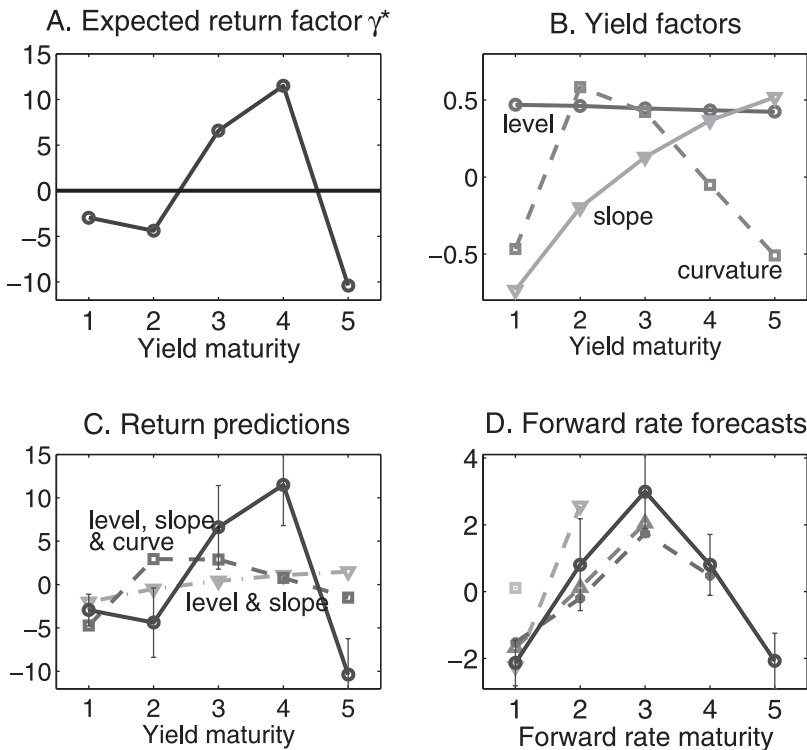 A. Expected return factor γ*
15
10
5
0
−5
−10
1 2 3 4 5
Yield maturity
B. Yield factors
0.5
0
−0.5
level
slope
curvature
1 2 3 4 5
Yield maturity
C. Return predictions
15
10
5
0
−5
−10
level, slope
& curve
level & slope
1 2 3 4 5
Yield maturity
D. Forward rate forecasts
4
2
0
−2
1 2 3 4 5
Forward rate maturity